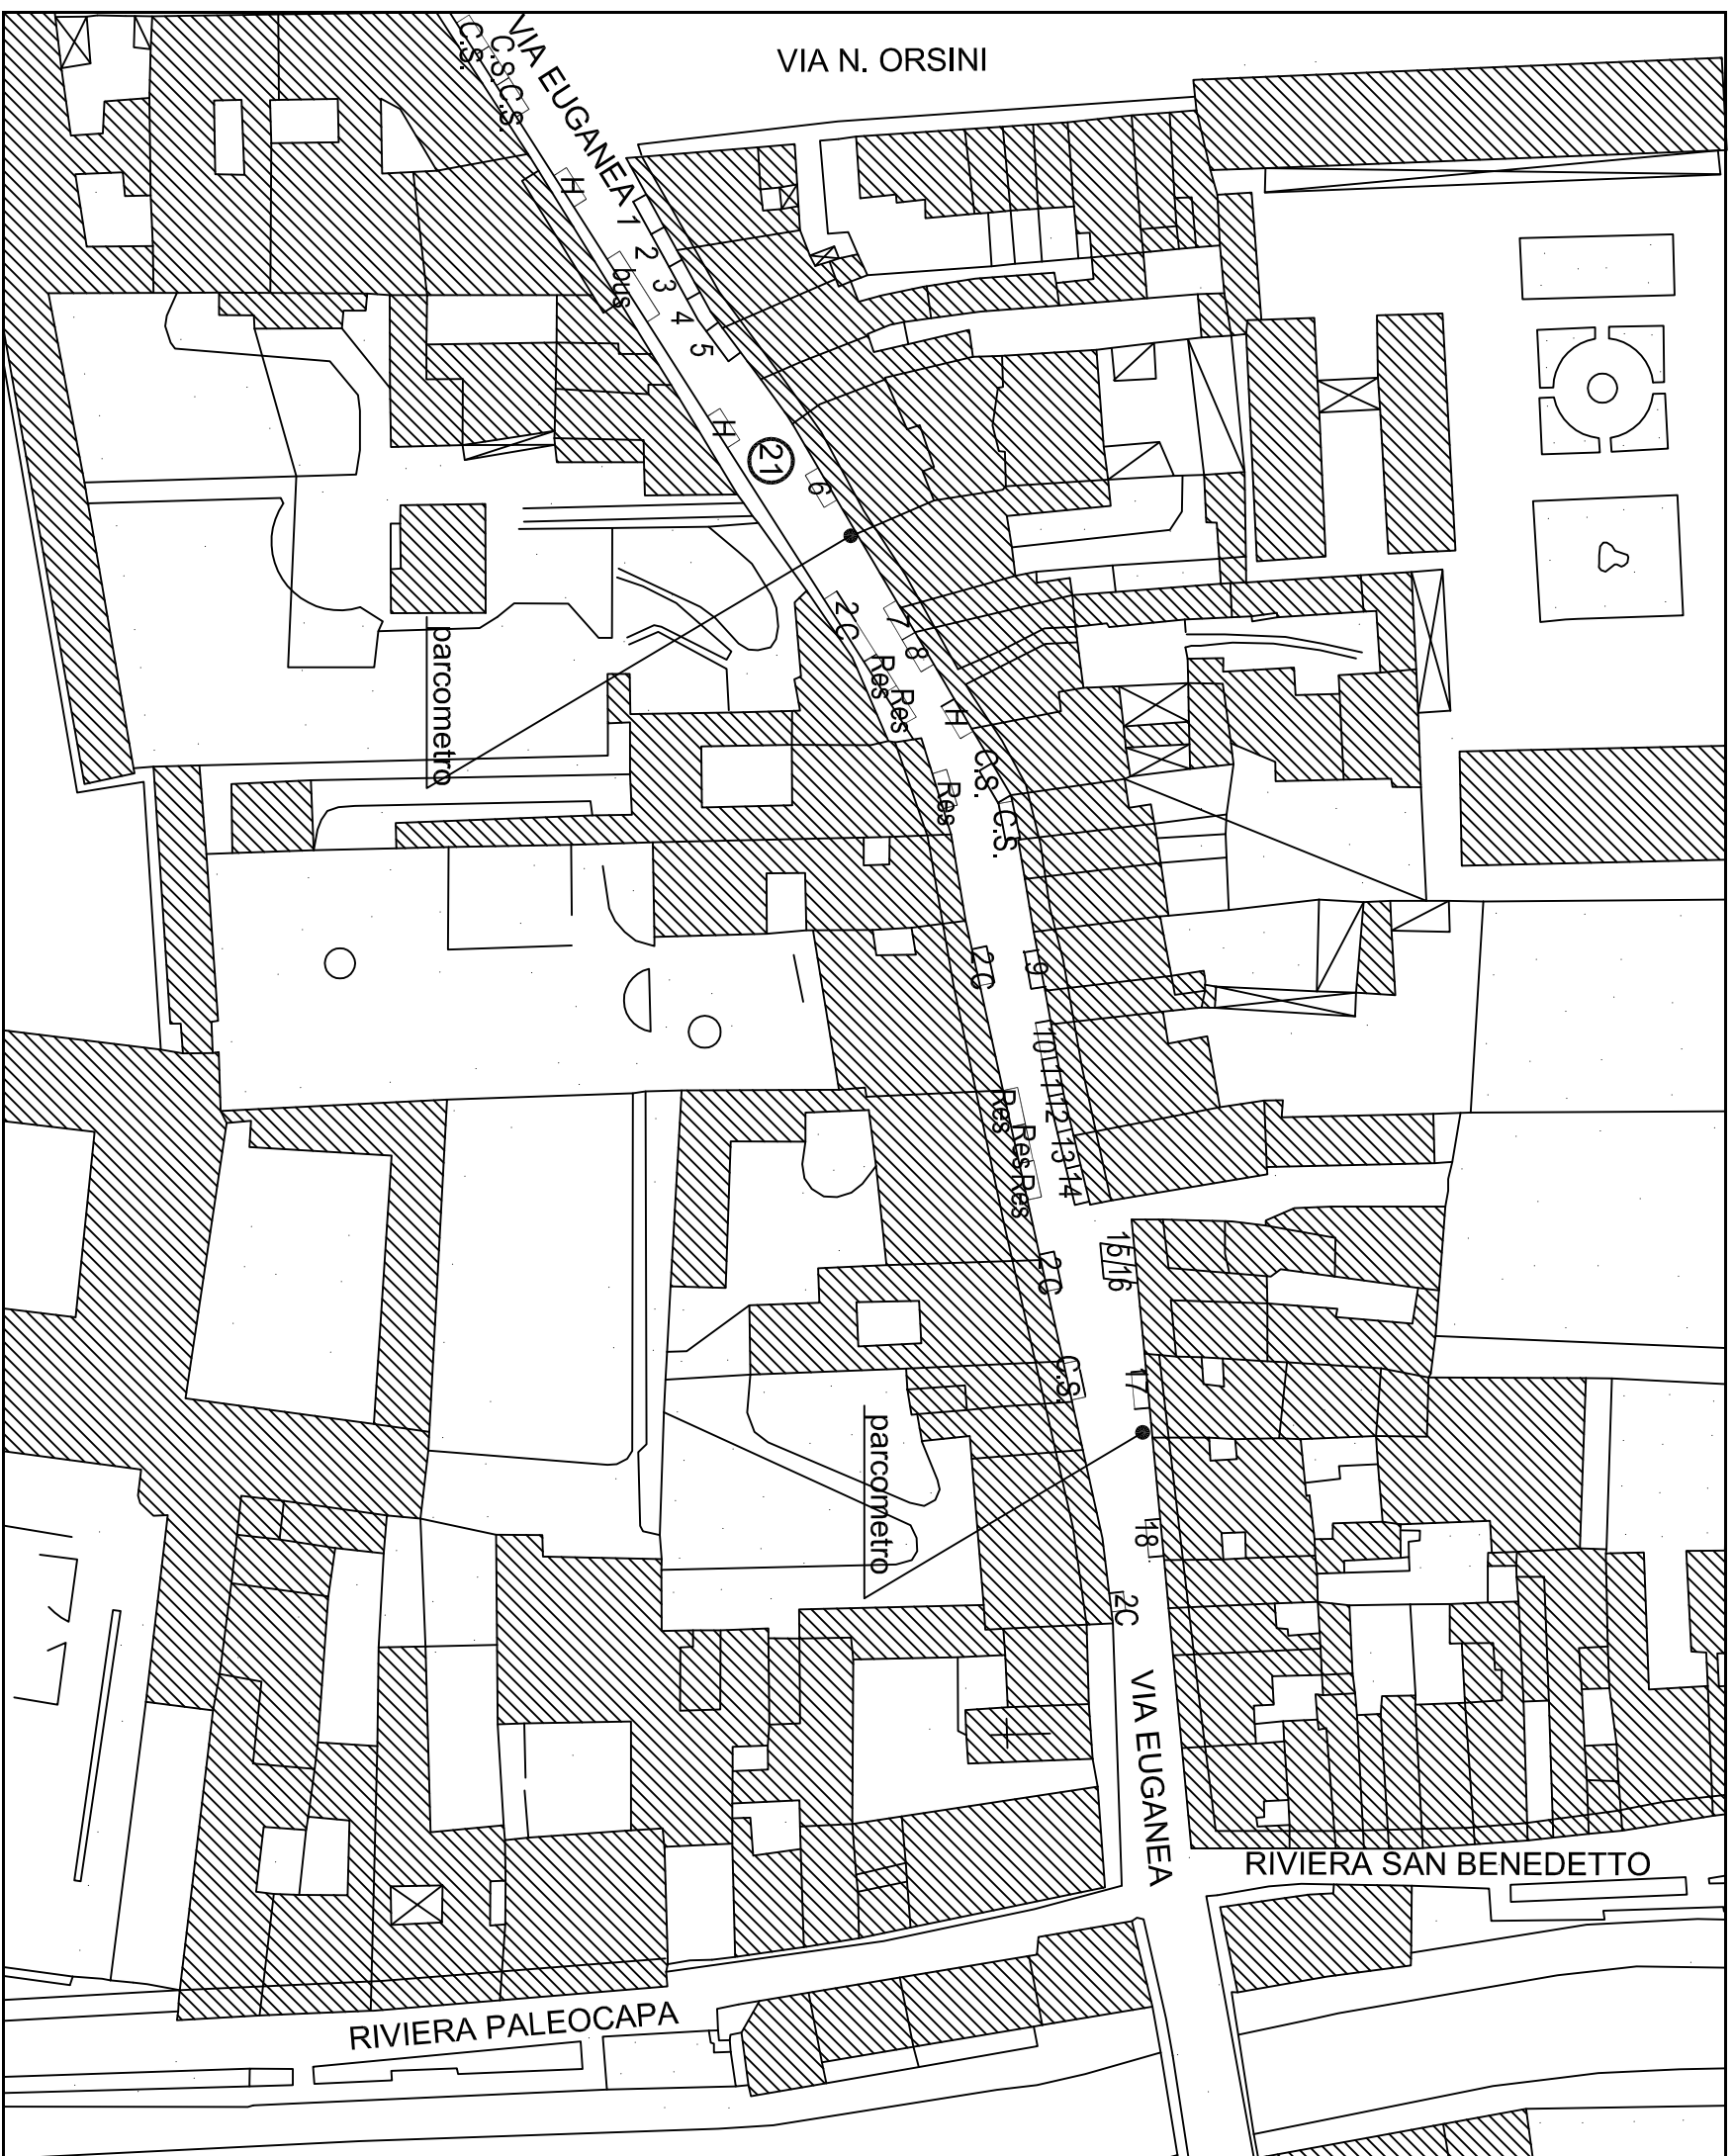 VIA N. ORSINI
VIA EUGANEA
C.S.
C.S.
C.S.
H
1
2
bus
3
4
5
H
21
6
parcometro
2C
7
8
Res
Res
H
C.S.
Res
C.S.
2C
9
10
11
12
Res
Res
Res
13
14
15
16
2C
C.S.
17
parcometro
18
2C
VIA EUGANEA
RIVIERA SAN BENEDETTO
RIVIERA PALEOCAPA